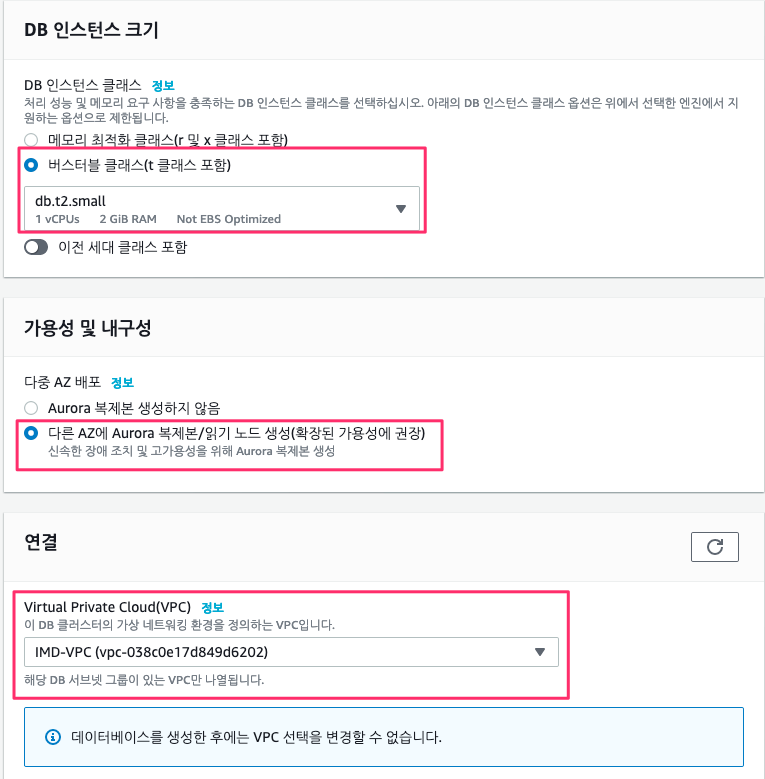 DB 인스턴스 크기
DB 인스턴스 클래스 정보
처리 성능 및 메모리 요구 사항을 충족하는 DB 인스턴스 클래스를 선택하십시오. 아래의 DB 인스턴스 클래스 옵션은 위에서 선택한 엔진에서 지
원하는 옵션으로 제한됩니다.
메모리 최적화 클래스(r 및 x 클래스 포함)
버스터블 클래스(t 클래스 포함)
db.t2.small
1 vCPUs 2 GiB RAM Not EBS Optimized
이전 세대 클래스 포함
가용성 및 내구성
다중 AZ 배포 정보
Aurora 복제본 생성하지 않음
다른 AZ에 Aurora 복제본/읽기 노드 생성(확장된 가용성에 권장)
신속한 장애 조치 및 고가용성을 위해 Aurora 복제본 생성
연결
Virtual Private Cloud(VPC) 정보
이 DB 클러스터의 가상 네트워킹 환경을 정의하는 VPC입니다.
IMD-VPC (vpc-038c0e17d849d6202)
해당 DB 서브넷 그룹이 있는 VPC만 나열됩니다.
데이터베이스를 생성한 후에는 VPC 선택을 변경할 수 없습니다.